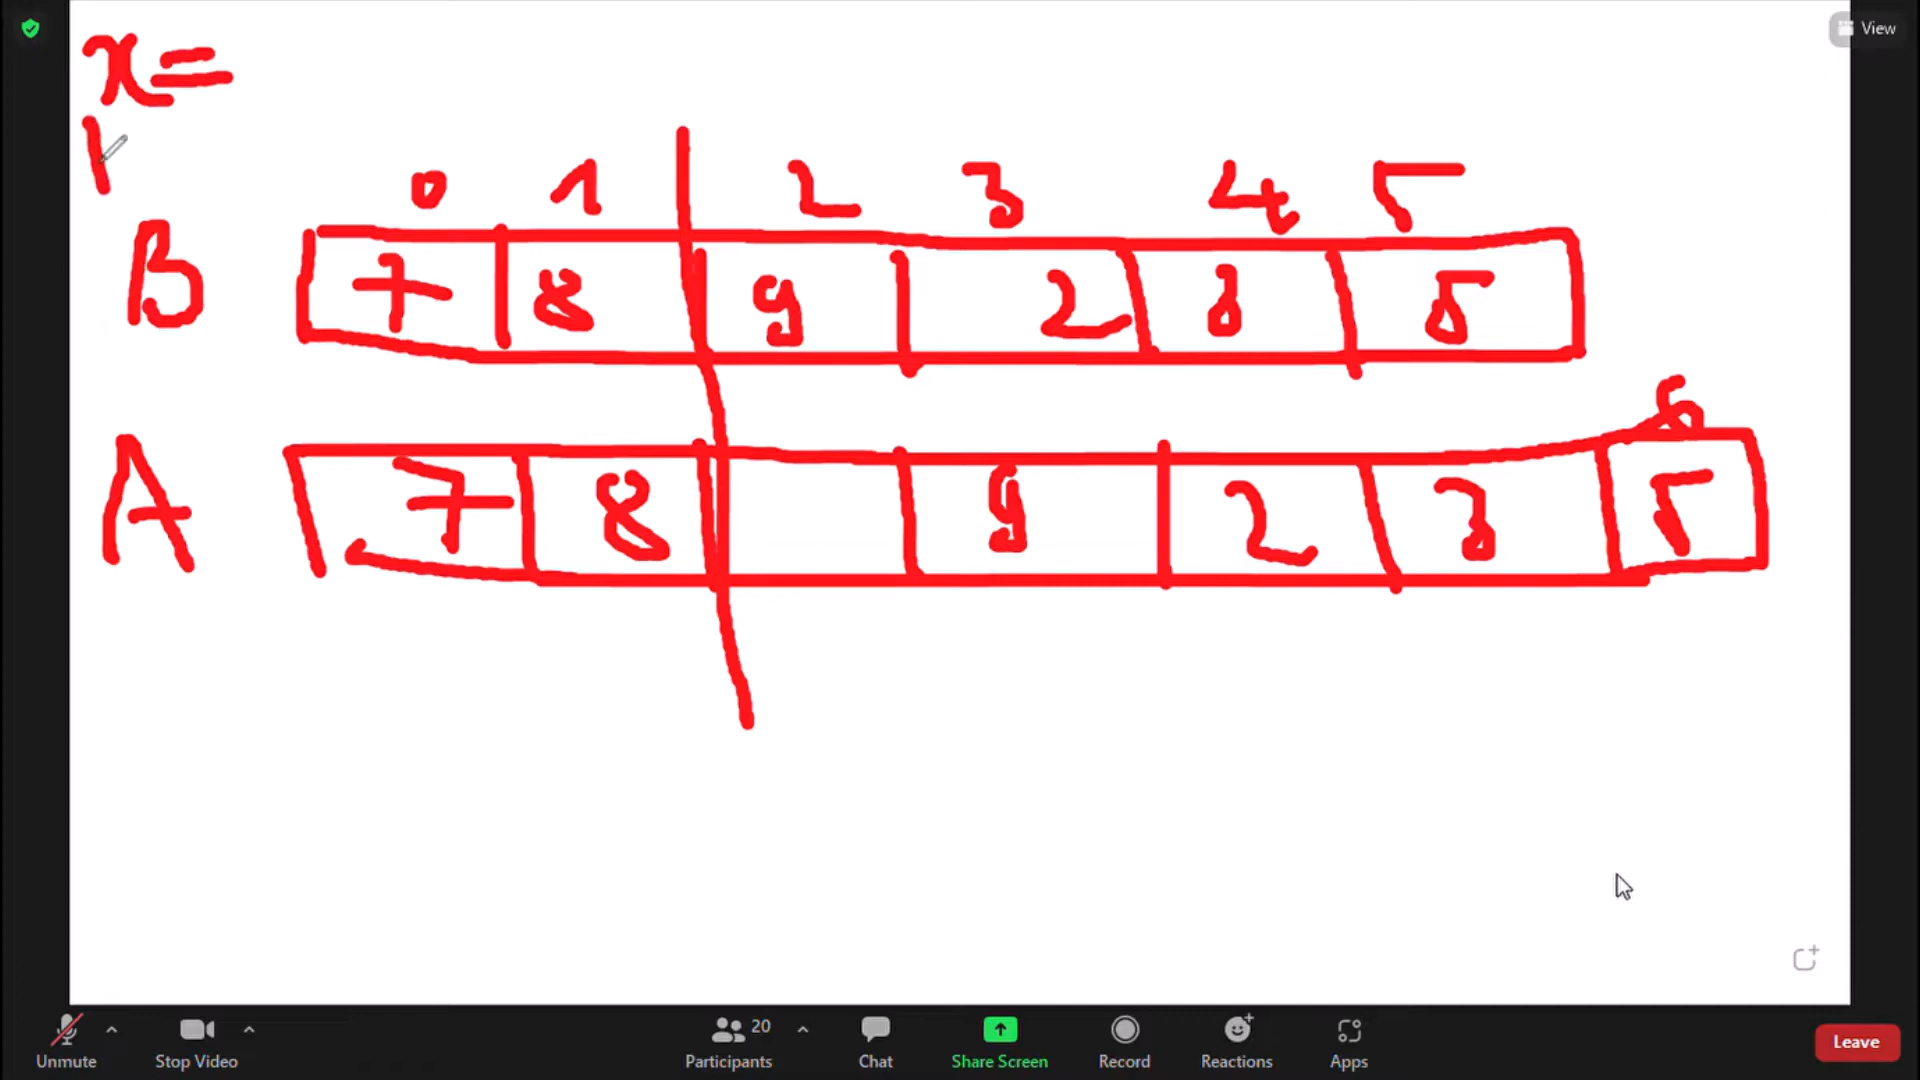 View
x=
0 1 2 3 4 5
B 7 8 9 2 3 5
6
A 7 8 9 2 3 5
20
Unmute Stop Video Participants Chat Share Screen Record Reactions Apps Leave